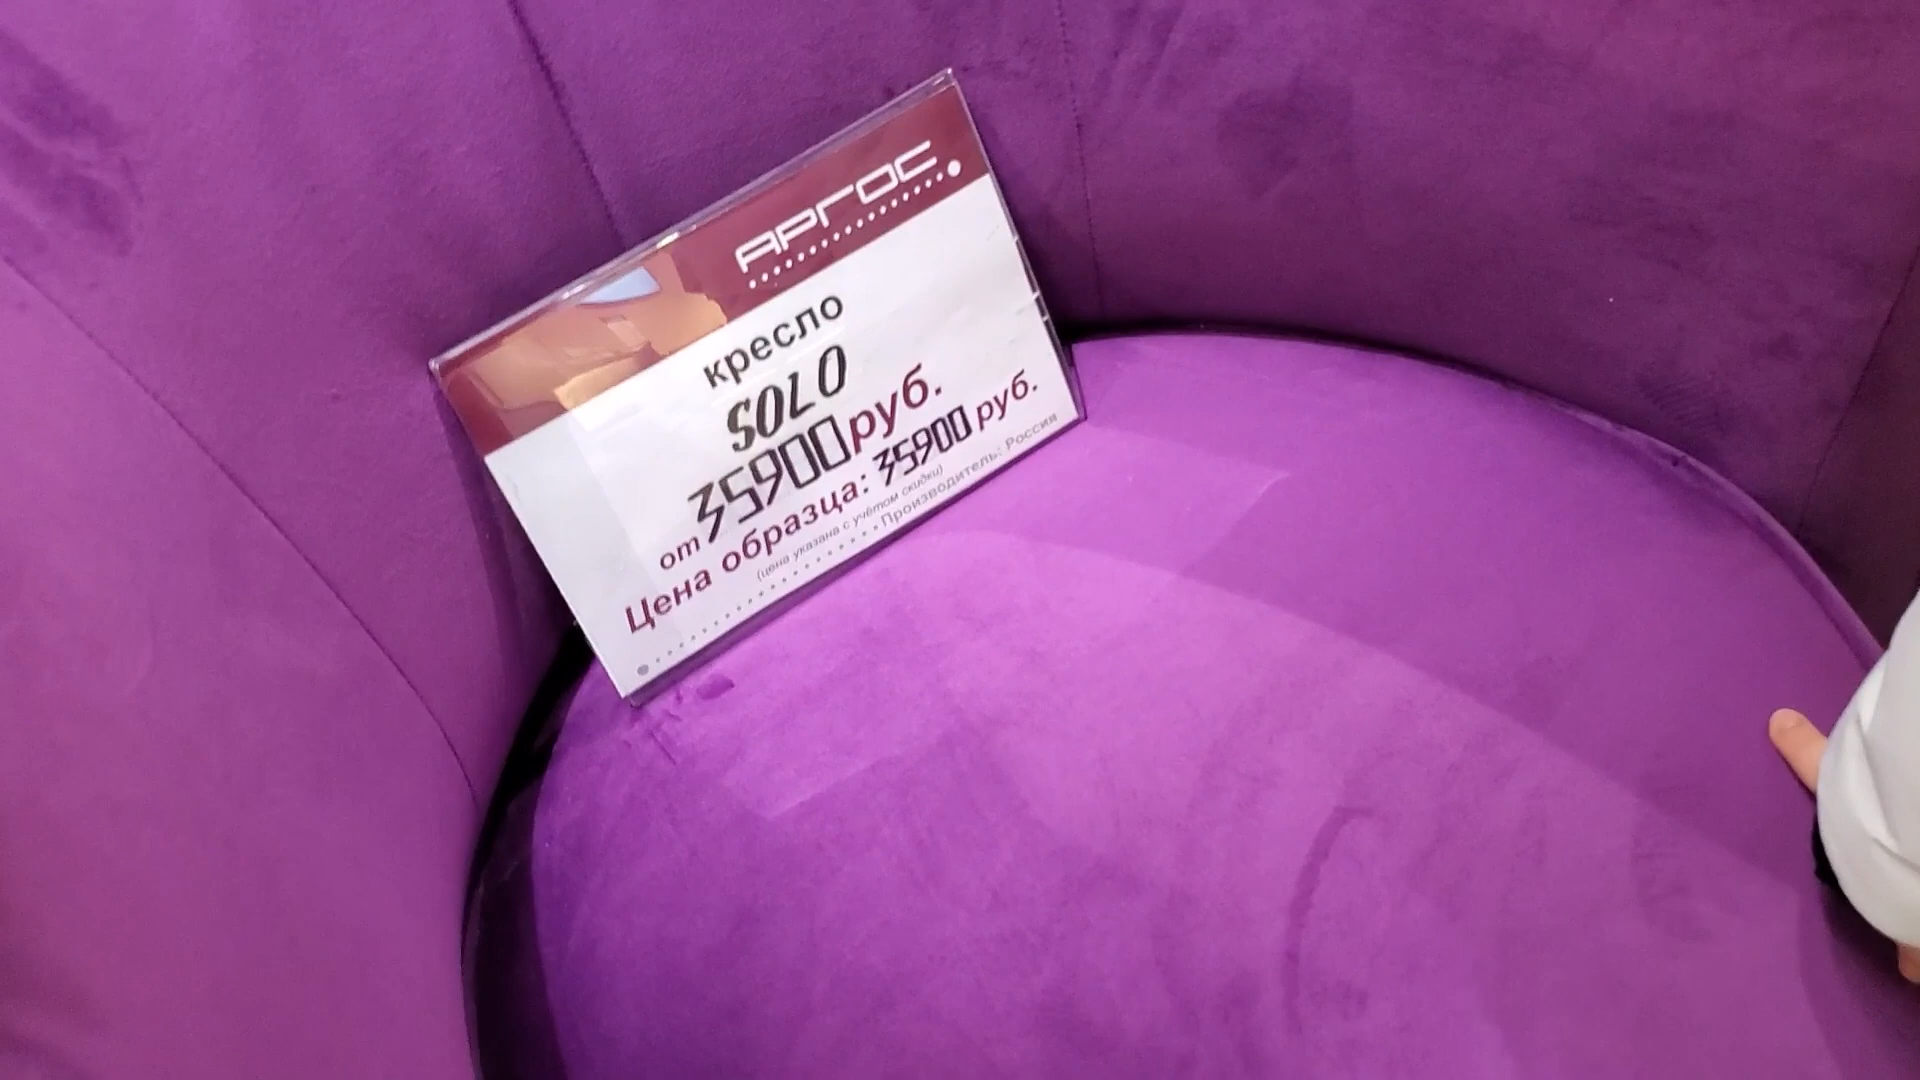 АРГОС
кресло
SOLO
от 35900 руб.
Цена образца: 35900 руб.
(цена указана с учётом скидки)
Производитель: Россия